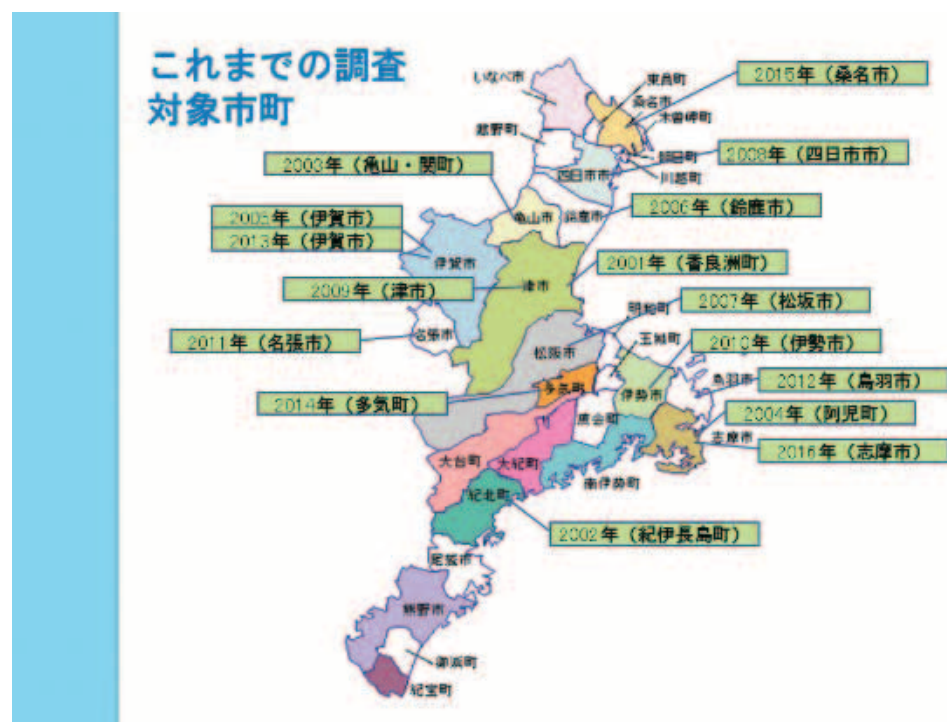 これまでの調査
対象市町
いなべ市
東員町
2015年（桑名市）
桑名市
木曽岬町
菰野町
朝日町
2008年（四日市市）
2003年（亀山・関町）
四日市市
川越町
2005年（伊賀市）
亀山市
鈴鹿市
2006年（鈴鹿市）
2013年（伊賀市）
伊賀市
2001年（香良洲町）
2009年（津市）
津市
明和町
2007年（松坂市）
名張市
2011年（名張市）
玉城町
2010年（伊勢市）
松阪市
鳥羽市
2012年（鳥羽市）
多気町
伊勢市
2014年（多気町）
度会町
2004年（阿児町）
志摩市
2016年（志摩市）
大台町
大紀町
南伊勢町
紀北町
2002年（紀伊長島町）
尾鷲市
熊野市
御浜町
紀宝町